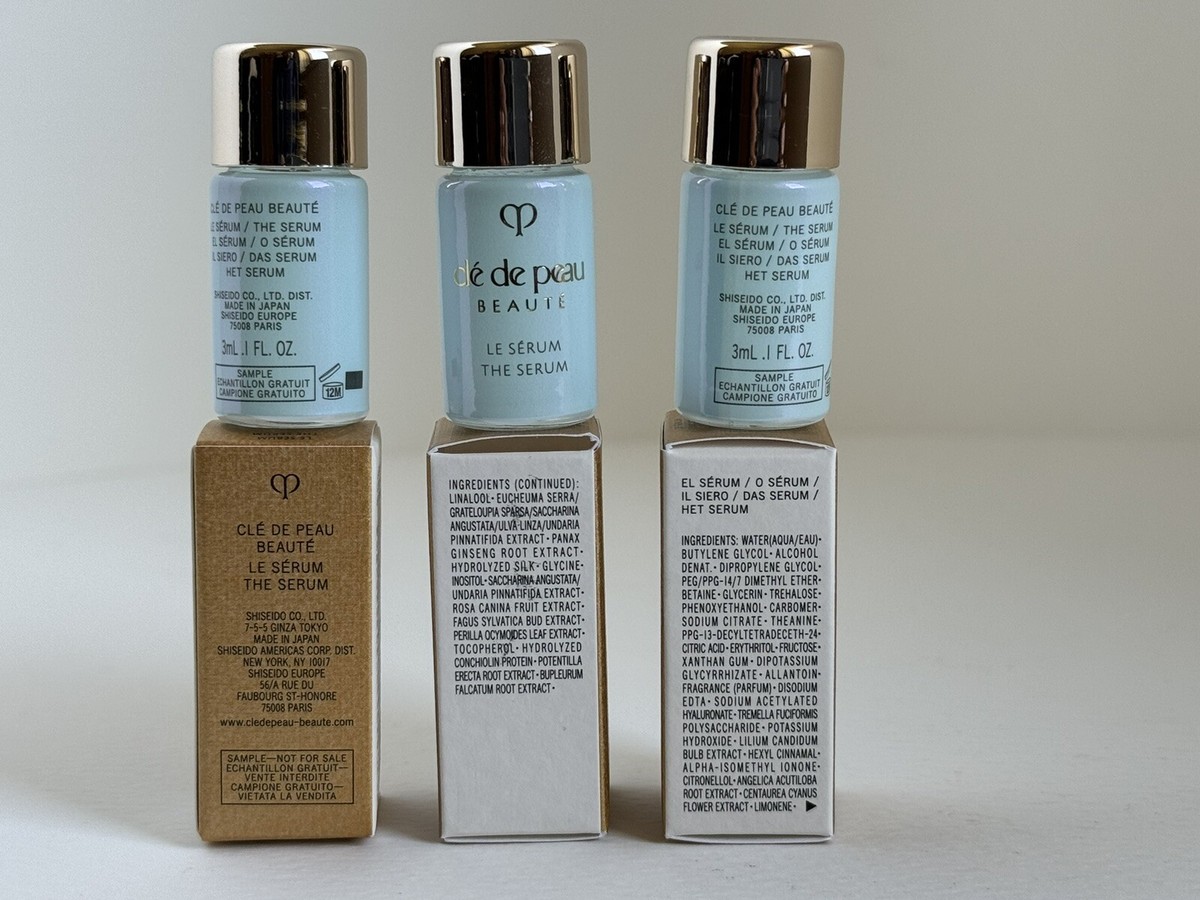 CLÉ DE PEAU BEAUTÉ
LE SÉRUM / THE SERUM
EL SÉRUM / O SÉRUM
IL SIERO / DAS SERUM
HET SERUM
SHISEIDO CO., LTD. DIST.
MADE IN JAPAN
SHISEIDO EUROPE
75008 PARIS
3mL .1 FL. OZ.
SAMPLE
ECHANTILLON GRATUIT
CAMPIONE GRATUITO
12M
clé de peau
BEAUTÉ
LE SÉRUM
THE SERUM
CLÉ DE PEAU BEAUTÉ
LE SÉRUM / THE SERUM
EL SÉRUM / O SÉRUM
IL SIERO / DAS SERUM
HET SERUM
SHISEIDO CO., LTD. DIST.
MADE IN JAPAN
SHISEIDO EUROPE
75008 PARIS
3mL .1 FL. OZ.
SAMPLE
ECHANTILLON GRATUIT
CAMPIONE GRATUITO
CLÉ DE PEAU
BEAUTÉ
LE SÉRUM
THE SERUM
SHISEIDO CO., LTD.
7-5-5 GINZA TOKYO
MADE IN JAPAN
SHISEIDO AMERICAS CORP. DIST.
NEW YORK, NY 10017
SHISEIDO EUROPE
56/A RUE DU
FAUBOURG ST-HONORE
75008 PARIS
www.cledepeau-beaute.com
SAMPLE—NOT FOR SALE
ECHANTILLON GRATUIT—
VENTE INTERDITE
CAMPIONE GRATUITO—
VIETATA LA VENDITA
INGREDIENTS (CONTINUED):
LINALOOL・EUCHEUMA SERRA/
GRATELOUPIA SPARSA/SACCHARINA
ANGUSTATA/ULVA LINZA/UNDARIA
PINNATIFIDA EXTRACT・PANAX
GINSENG ROOT EXTRACT・
HYDROLYZED SILK・GLYCINE・
INOSITOL・SACCHARINA ANGUSTATA/
UNDARIA PINNATIFIDA EXTRACT・
ROSA CANINA FRUIT EXTRACT・
FAGUS SYLVATICA BUD EXTRACT・
PERILLA OCYMOIDES LEAF EXTRACT・
TOCOPHEROL・HYDROLYZED
CONCHIOLIN PROTEIN・POTENTILLA
ERECTA ROOT EXTRACT・BUPLEURUM
FALCATUM ROOT EXTRACT・
EL SÉRUM / O SÉRUM /
IL SIERO / DAS SERUM /
HET SERUM
INGREDIENTS: WATER(AQUA/EAU)・
BUTYLENE GLYCOL・ALCOHOL
DENAT.・DIPROPYLENE GLYCOL・
PEG/PPG-14/7 DIMETHYL ETHER・
BETAINE・GLYCERIN・TREHALOSE・
PHENOXYETHANOL・CARBOMER・
SODIUM CITRATE・THEANINE・
PPG-13-DECYLTETRADECETH-24・
CITRIC ACID・ERYTHRITOL・FRUCTOSE・
XANTHAN GUM・DIPOTASSIUM
GLYCYRRHIZATE・ALLANTOIN・
FRAGRANCE (PARFUM)・DISODIUM
EDTA・SODIUM ACETYLATED
HYALURONATE・TREMELLA FUCIFORMIS
POLYSACCHARIDE・POTASSIUM
HYDROXIDE・LILIUM CANDIDUM
BULB EXTRACT・HEXYL CINNAMAL・
ALPHA-ISOMETHYL IONONE・
CITRONELLOL・ANGELICA ACUTILOBA
ROOT EXTRACT・CENTAUREA CYANUS
FLOWER EXTRACT・LIMONENE・ ▶